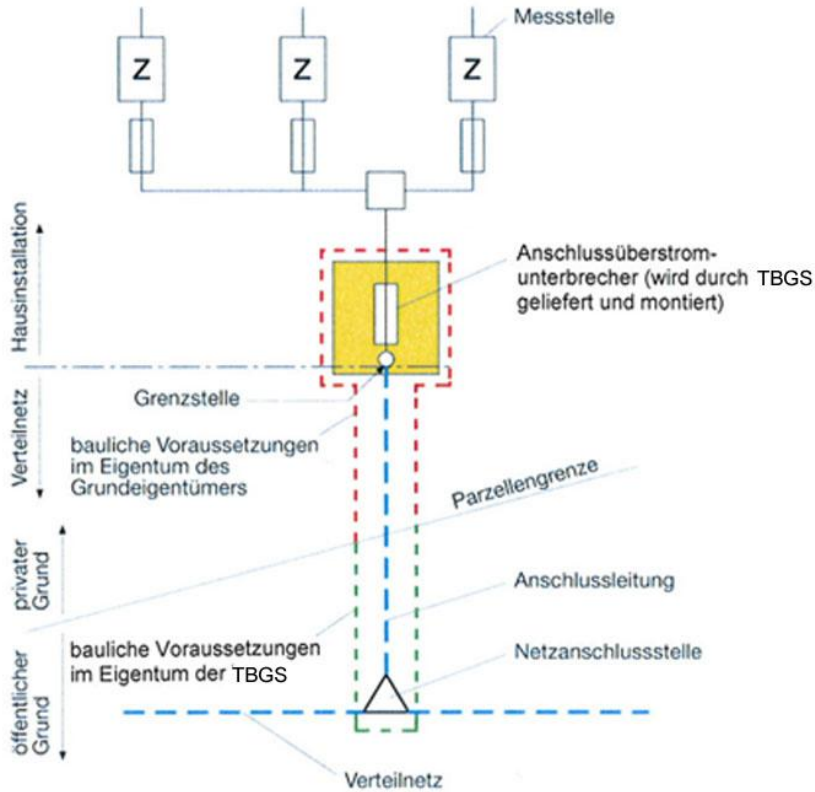 Messstelle
Z
Z
Z
Hausinstallation
Anschlussüberstrom-
unterbrecher (wird durch TBGS
geliefert und montiert)
Grenzstelle
Verteilnetz
bauliche Voraussetzungen
im Eigentum des
Grundeigentümers
Parzellengrenze
privater
Grund
Anschlussleitung
bauliche Voraussetzungen
im Eigentum der TBGS
Netzanschlussstelle
öffentlicher
Grund
Verteilnetz